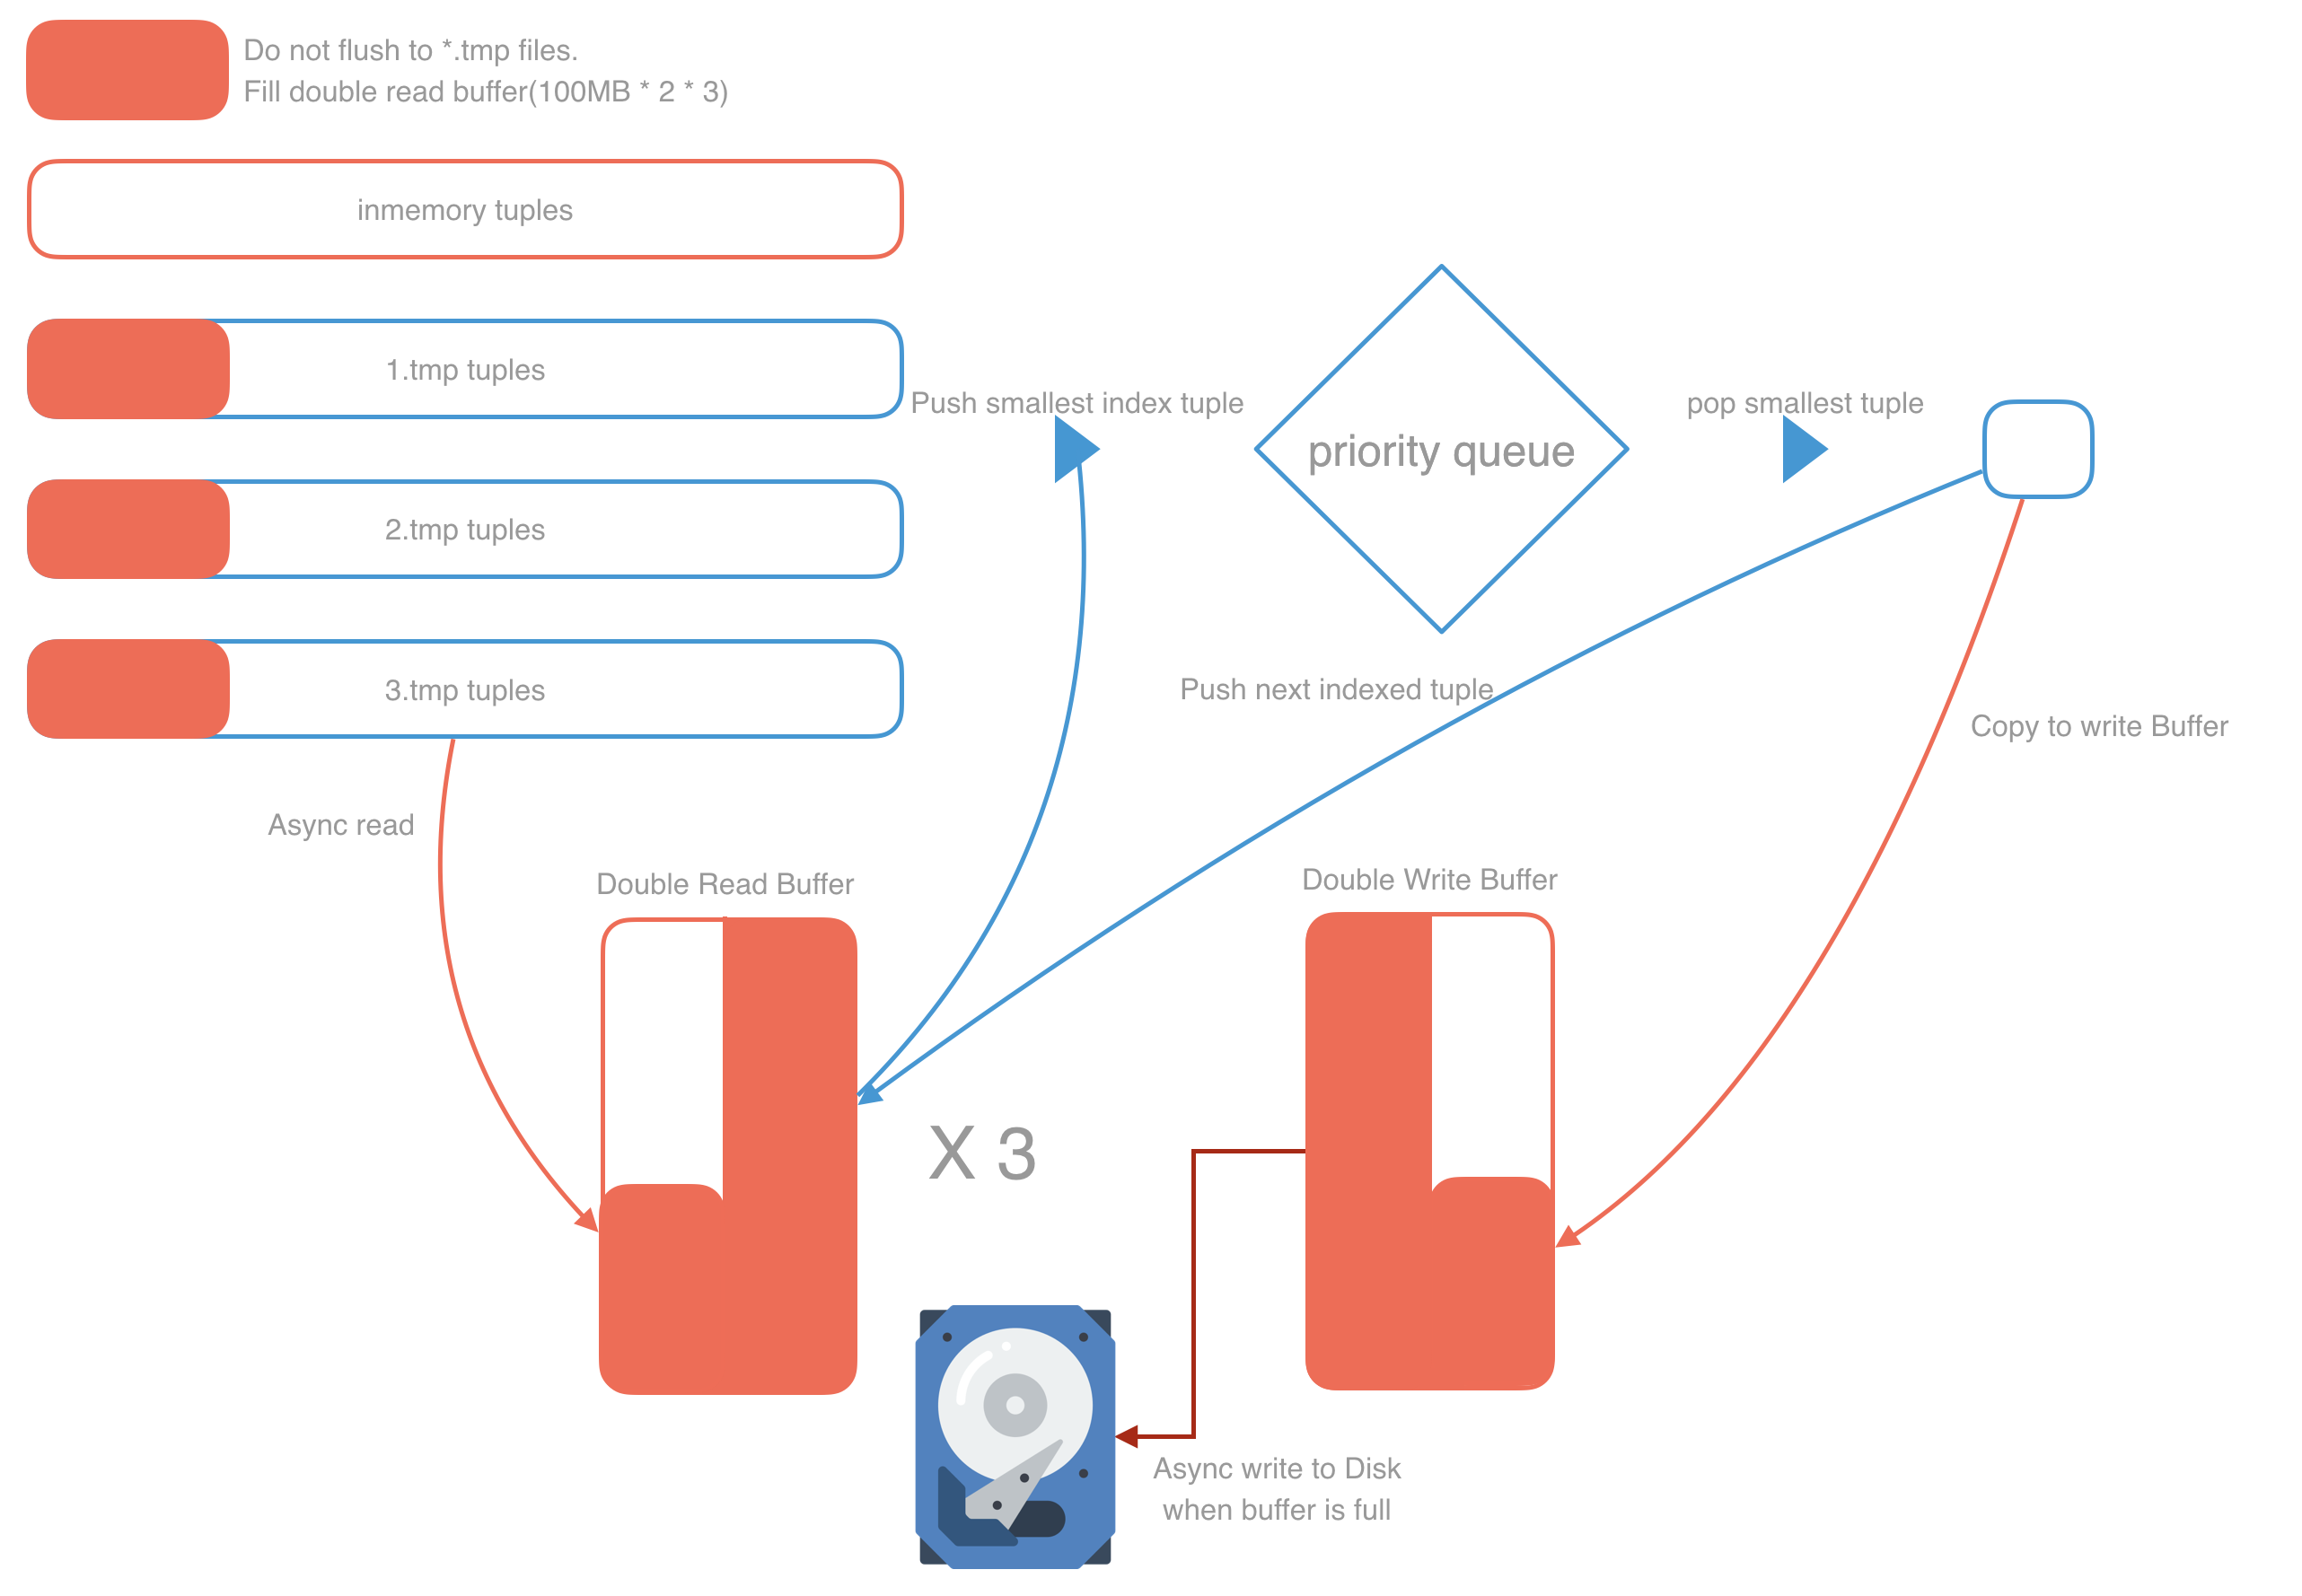 Do not flush to *.tmp files.
Fill double read buffer(100MB * 2 * 3)
inmemory tuples
1.tmp tuples
Push smallest index tuple
pop smallest tuple
priority queue
2.tmp tuples
3.tmp tuples
Push next indexed tuple
Copy to write Buffer
Async read
Double Read Buffer
Double Write Buffer
X 3
Async write to Disk
when buffer is full